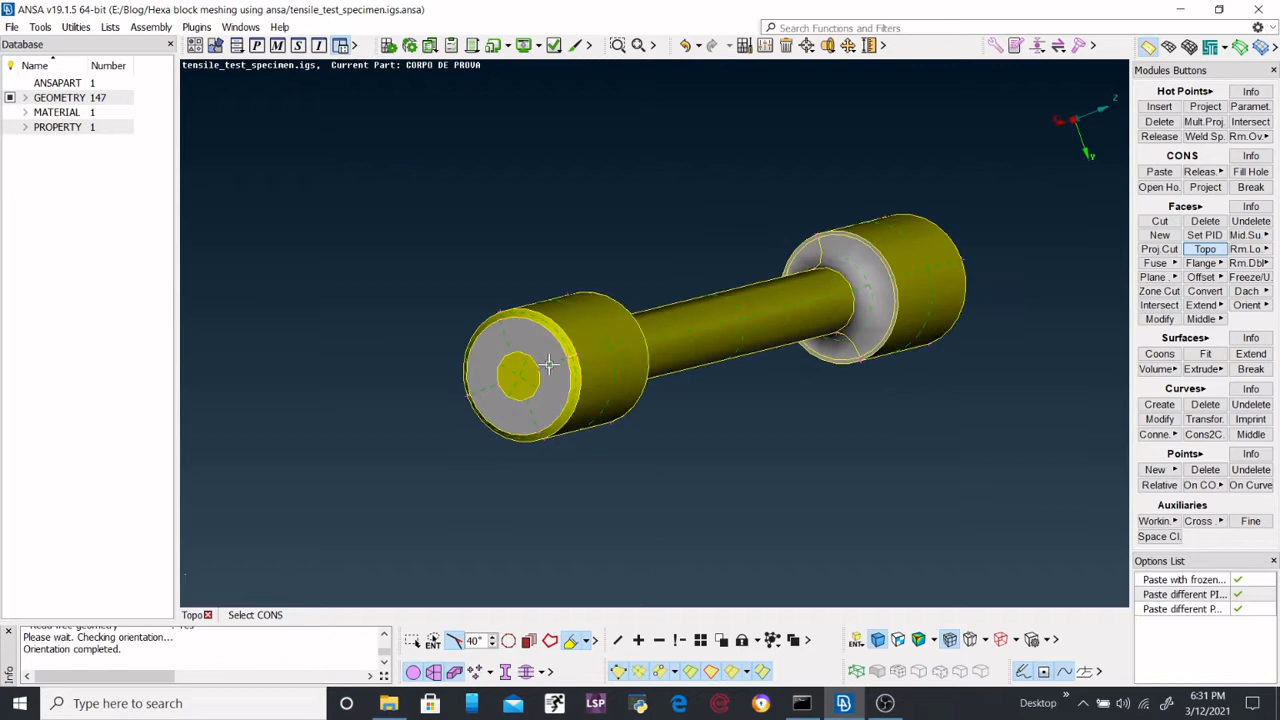 ANSA v19.1.5 64-bit (E:/Blog/Hexa block meshing using ansa/tensile_test_specimen.igs.ansa)
File Tools Utilities Lists Assembly Plugins Windows Help
Search Functions and Filters
Database
Name Number
ANSAPART 1
GEOMETRY 147
MATERIAL 1
PROPERTY 1
P M S I
tensile_test_specimen.igs, Current Part: CORPO DE PROVA
Z
Y
Modules Buttons
Hot Points Info
Insert Project Paramet.
Delete Mult.Proj. Intersect
Release Weld Sp. Rm.Ov.
CONS Info
Paste Releas. Fill Hole
Open Ho. Project Break
Faces Info
Cut Delete Undelete
New Set PID Mid.Su.
Proj.Cut Topo Rm.Lo.
Fuse Flange Rm.Dbl
Plane Offset Freeze/U.
Zone Cut Convert Dach
Intersect Extend Orient
Modify Middle
Surfaces Info
Coons Fit Extend
Volume Extrude Break
Curves Info
Create Delete Undelete
Modify Transfor. Imprint
Conne. Cons2C. Middle
Points Info
New Delete Undelete
Relative On CO. On Curve
Auxiliaries
Workin. Cross Fine
Space Cl.
Options List
Paste with frozen...
Paste different PI...
Paste different P...
Topo Select CONS
Please wait. Checking orientation...
Orientation completed.
Info
ENT
40°
ENT
Type here to search
LSP
Desktop
6:31 PM
3/12/2021